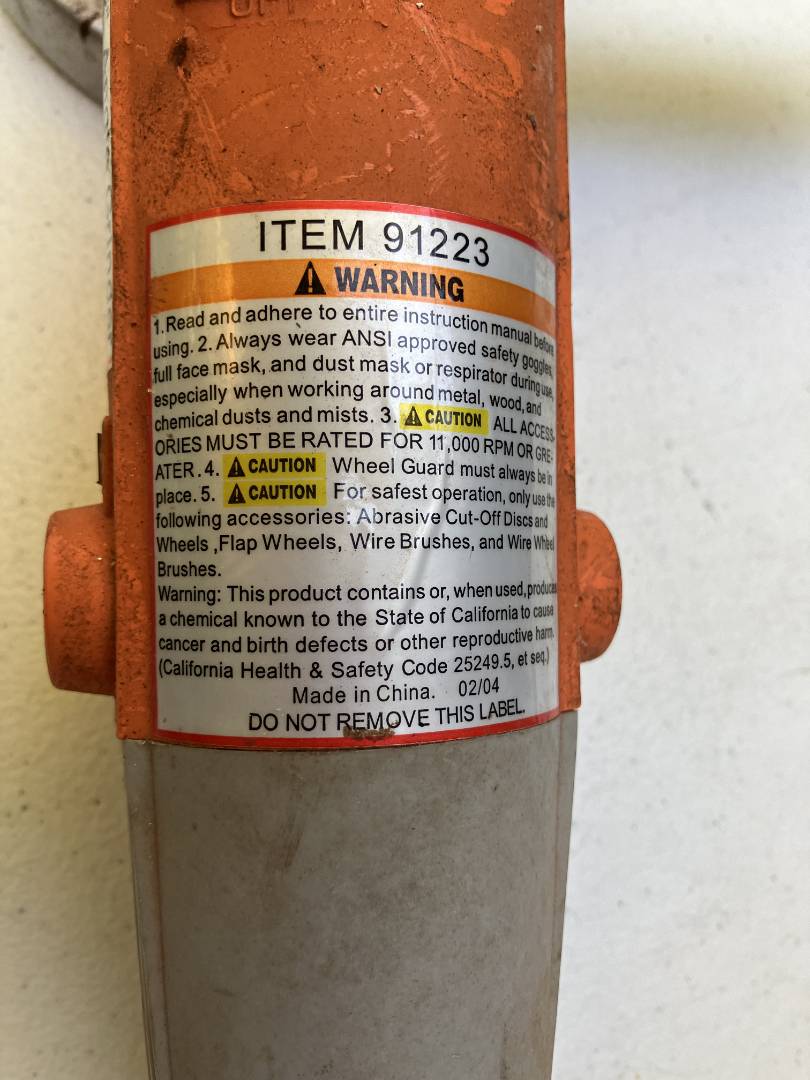 OFF
ITEM 91223
WARNING
1.Read and adhere to entire instruction manual before
using. 2. Always wear ANSI approved safety goggles,
full face mask, and dust mask or respirator during use,
especially when working around metal, wood, and
chemical dusts and mists. 3. CAUTION ALL ACCESS-
ORIES MUST BE RATED FOR 11,000 RPM OR GRE-
ATER. 4. CAUTION Wheel Guard must always be in
place. 5. CAUTION For safest operation, only use the
following accessories: Abrasive Cut-Off Discs and
Wheels ,Flap Wheels, Wire Brushes, and Wire Wheel
Brushes.
Warning: This product contains or, when used, produces
a chemical known to the State of California to cause
cancer and birth defects or other reproductive harm.
(California Health & Safety Code 25249.5, et seq.)
Made in China. 02/04
DO NOT REMOVE THIS LABEL.